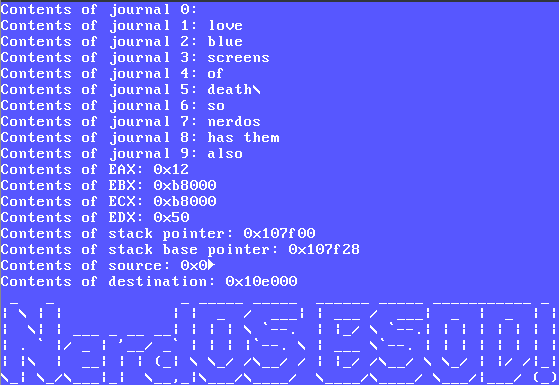 Contents of journal 0:
Contents of journal 1: love
Contents of journal 2: blue
Contents of journal 3: screens
Contents of journal 4: of
Contents of journal 5: death\
Contents of journal 6: so
Contents of journal 7: nerdos
Contents of journal 8: has them
Contents of journal 9: also
Contents of EAX: 0x12
Contents of EBX: 0xb8000
Contents of ECX: 0xb8000
Contents of EDX: 0x50
Contents of stack pointer: 0x107f00
Contents of stack base pointer: 0x107f28
Contents of source: 0x0
Contents of destination: 0x10e000